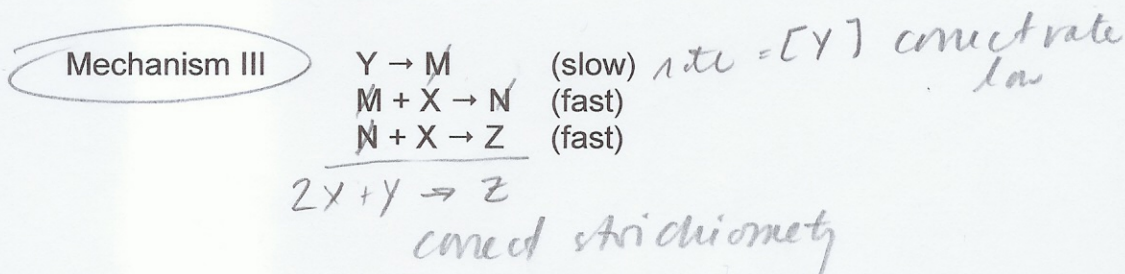 Mechanism III Y → M (slow) rate = [Y] correct rate
law
M + X → N (fast)
N + X → Z (fast)
2X + Y → Z
correct stoichiometry